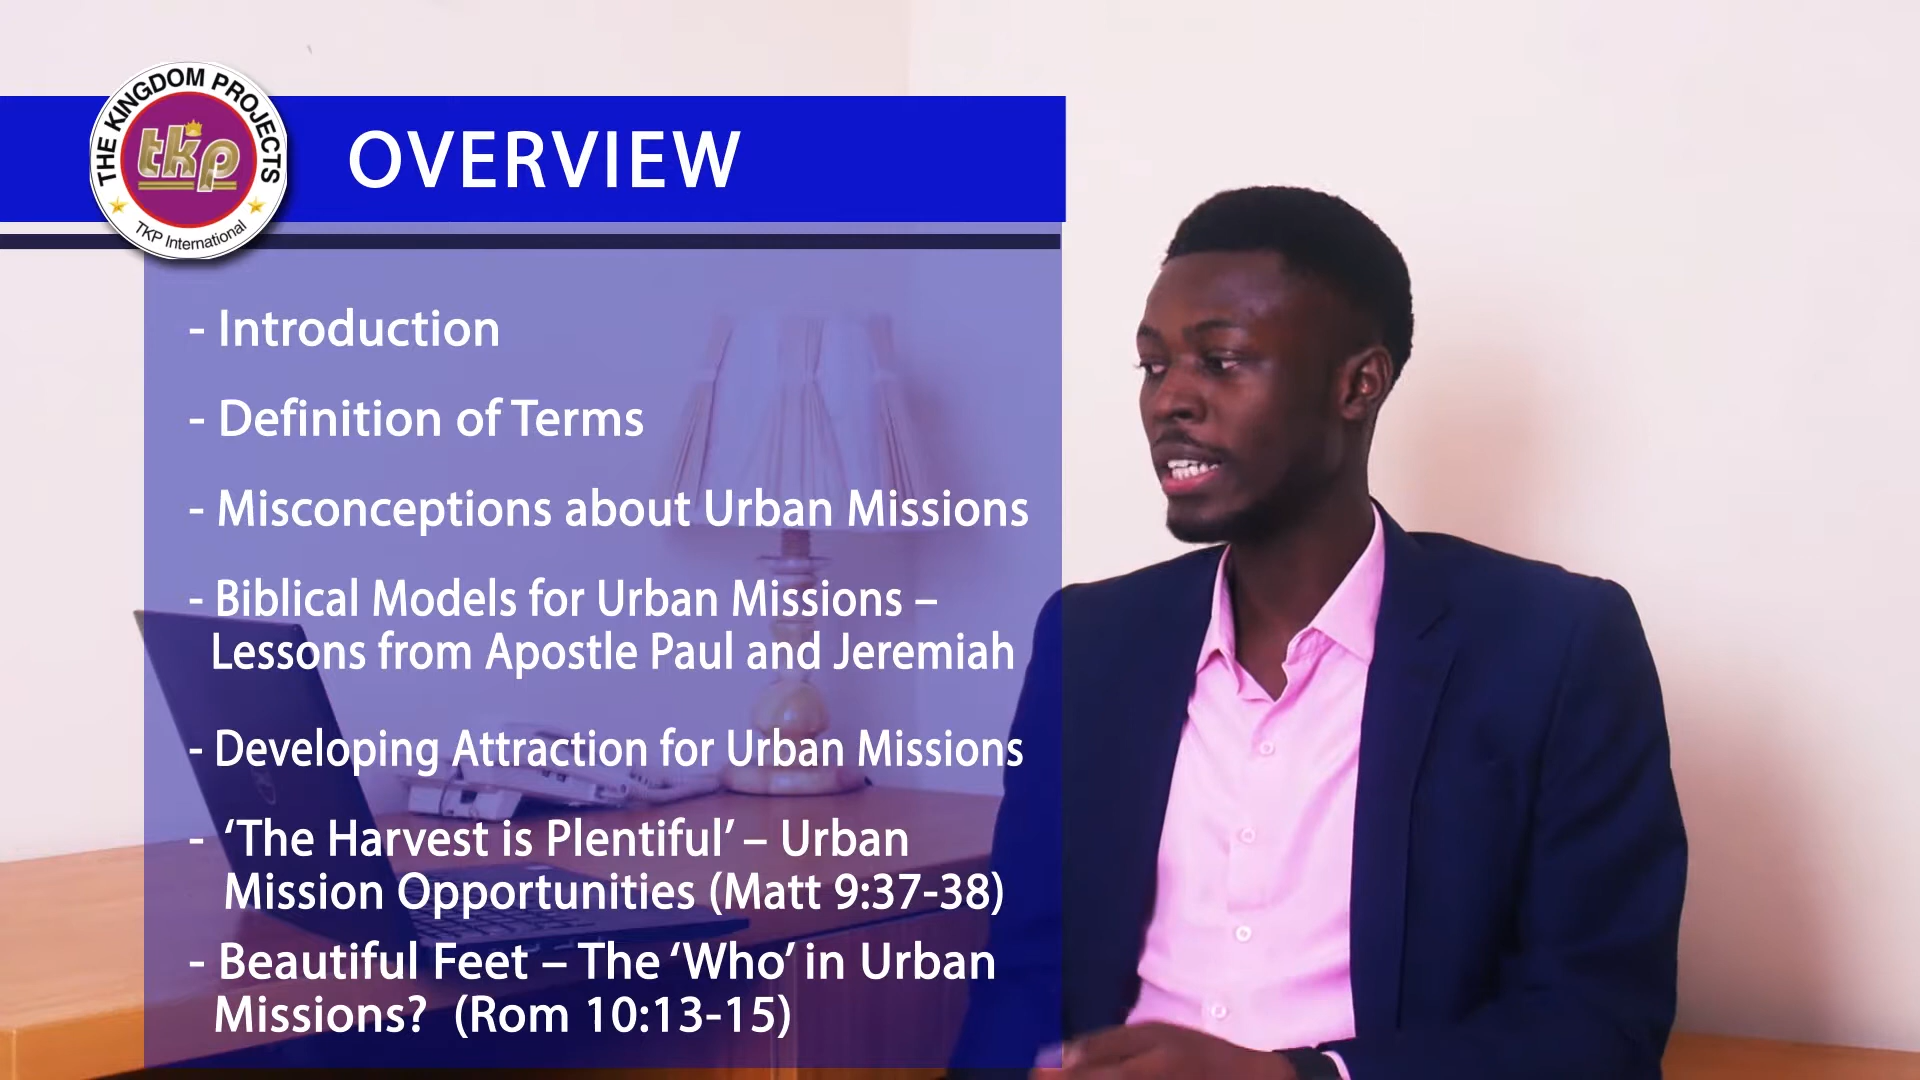 THE KINGDOM PROJECTS
tkp
TKP International
OVERVIEW
- Introduction
- Definition of Terms
- Misconceptions about Urban Missions
- Biblical Models for Urban Missions –
Lessons from Apostle Paul and Jeremiah
- Developing Attraction for Urban Missions
- ‘The Harvest is Plentiful’ – Urban
Mission Opportunities (Matt 9:37-38)
- Beautiful Feet – The ‘Who’ in Urban
Missions? (Rom 10:13-15)